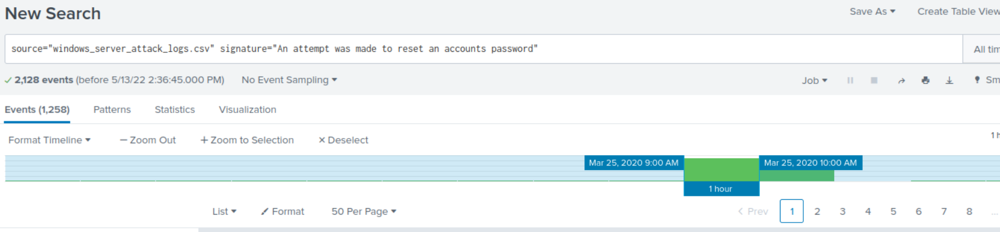 New Search
Save As
Create Table View
source="windows_server_attack_logs.csv" signature="An attempt was made to reset an accounts password"
All tim
2,128 events (before 5/13/22 2:36:45.000 PM)
No Event Sampling
Job
Sm
Events (1,258)
Patterns
Statistics
Visualization
Format Timeline
— Zoom Out
+ Zoom to Selection
× Deselect
1 h
Mar 25, 2020 9:00 AM
Mar 25, 2020 10:00 AM
1 hour
List
Format
50 Per Page
< Prev
1
2
3
4
5
6
7
8
...